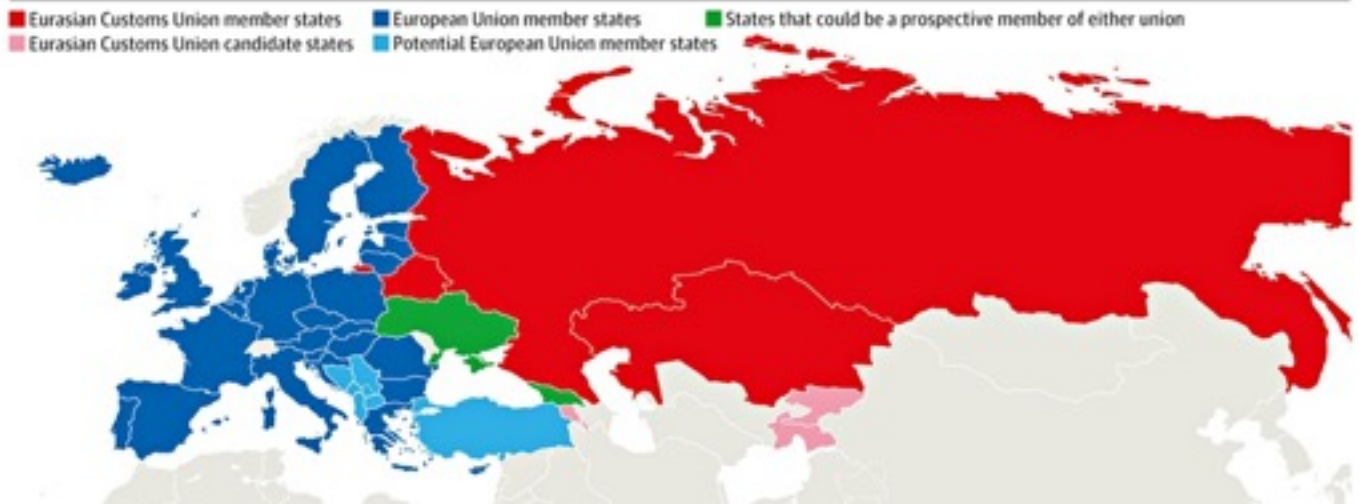 Eurasian Customs Union member states European Union member states States that could be a prospective member of either union
Eurasian Customs Union candidate states Potential European Union member states